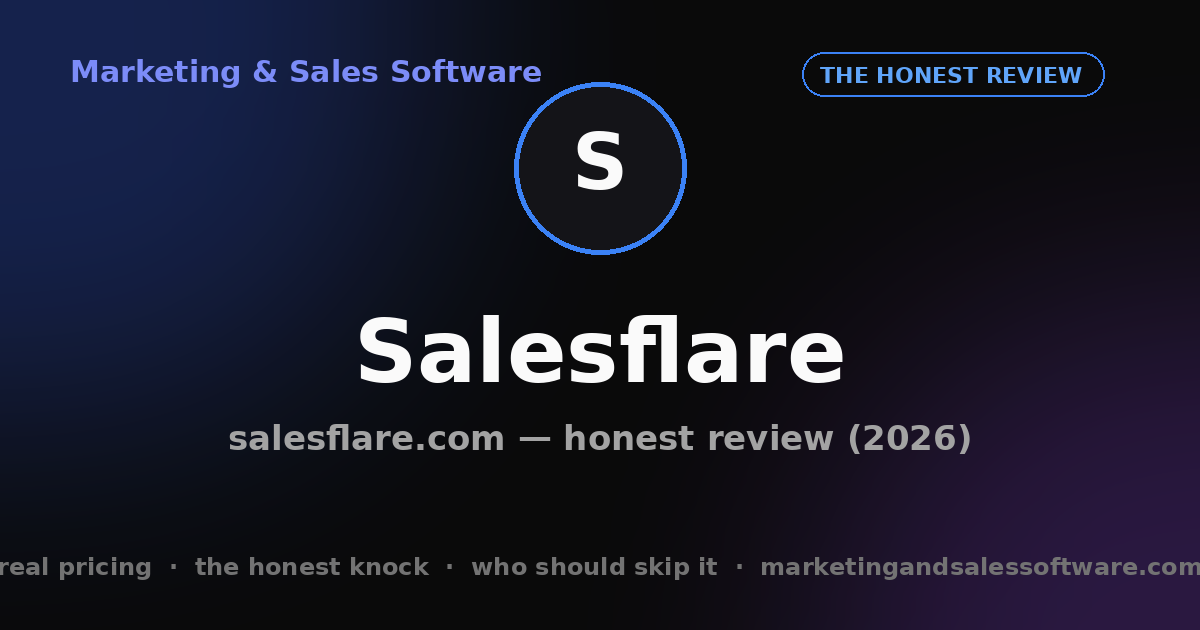 Marketing & Sales Software
THE HONEST REVIEW
S
Salesflare
salesflare.com — honest review (2026)
real pricing · the honest knock · who should skip it · marketingandsalessoftware.com